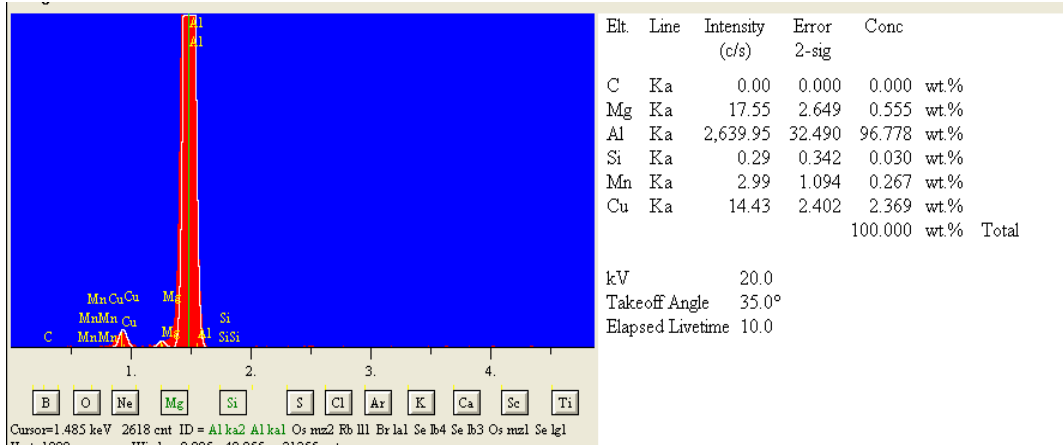 Al
Al
Mn Cu Cu Mg
MnMn Cu Si
C MnMn Mg Al SiSi
1. 2. 3. 4.
B O Ne Mg Si S Cl Ar K Ca Sc Ti
Cursor=1.485 keV 2618 cnt ID = Al ka2 Al ka1 Os mz2 Rb ll1 Br la1 Se lb4 Se lb3 Os mz1 Se lg1
Elt. Line Intensity Error Conc
(c/s) 2-sig
C Ka 0.00 0.000 0.000 wt.%
Mg Ka 17.55 2.649 0.555 wt.%
Al Ka 2,639.95 32.490 96.778 wt.%
Si Ka 0.29 0.342 0.030 wt.%
Mn Ka 2.99 1.094 0.267 wt.%
Cu Ka 14.43 2.402 2.369 wt.%
100.000 wt.% Total
kV 20.0
Takeoff Angle 35.0°
Elapsed Livetime 10.0